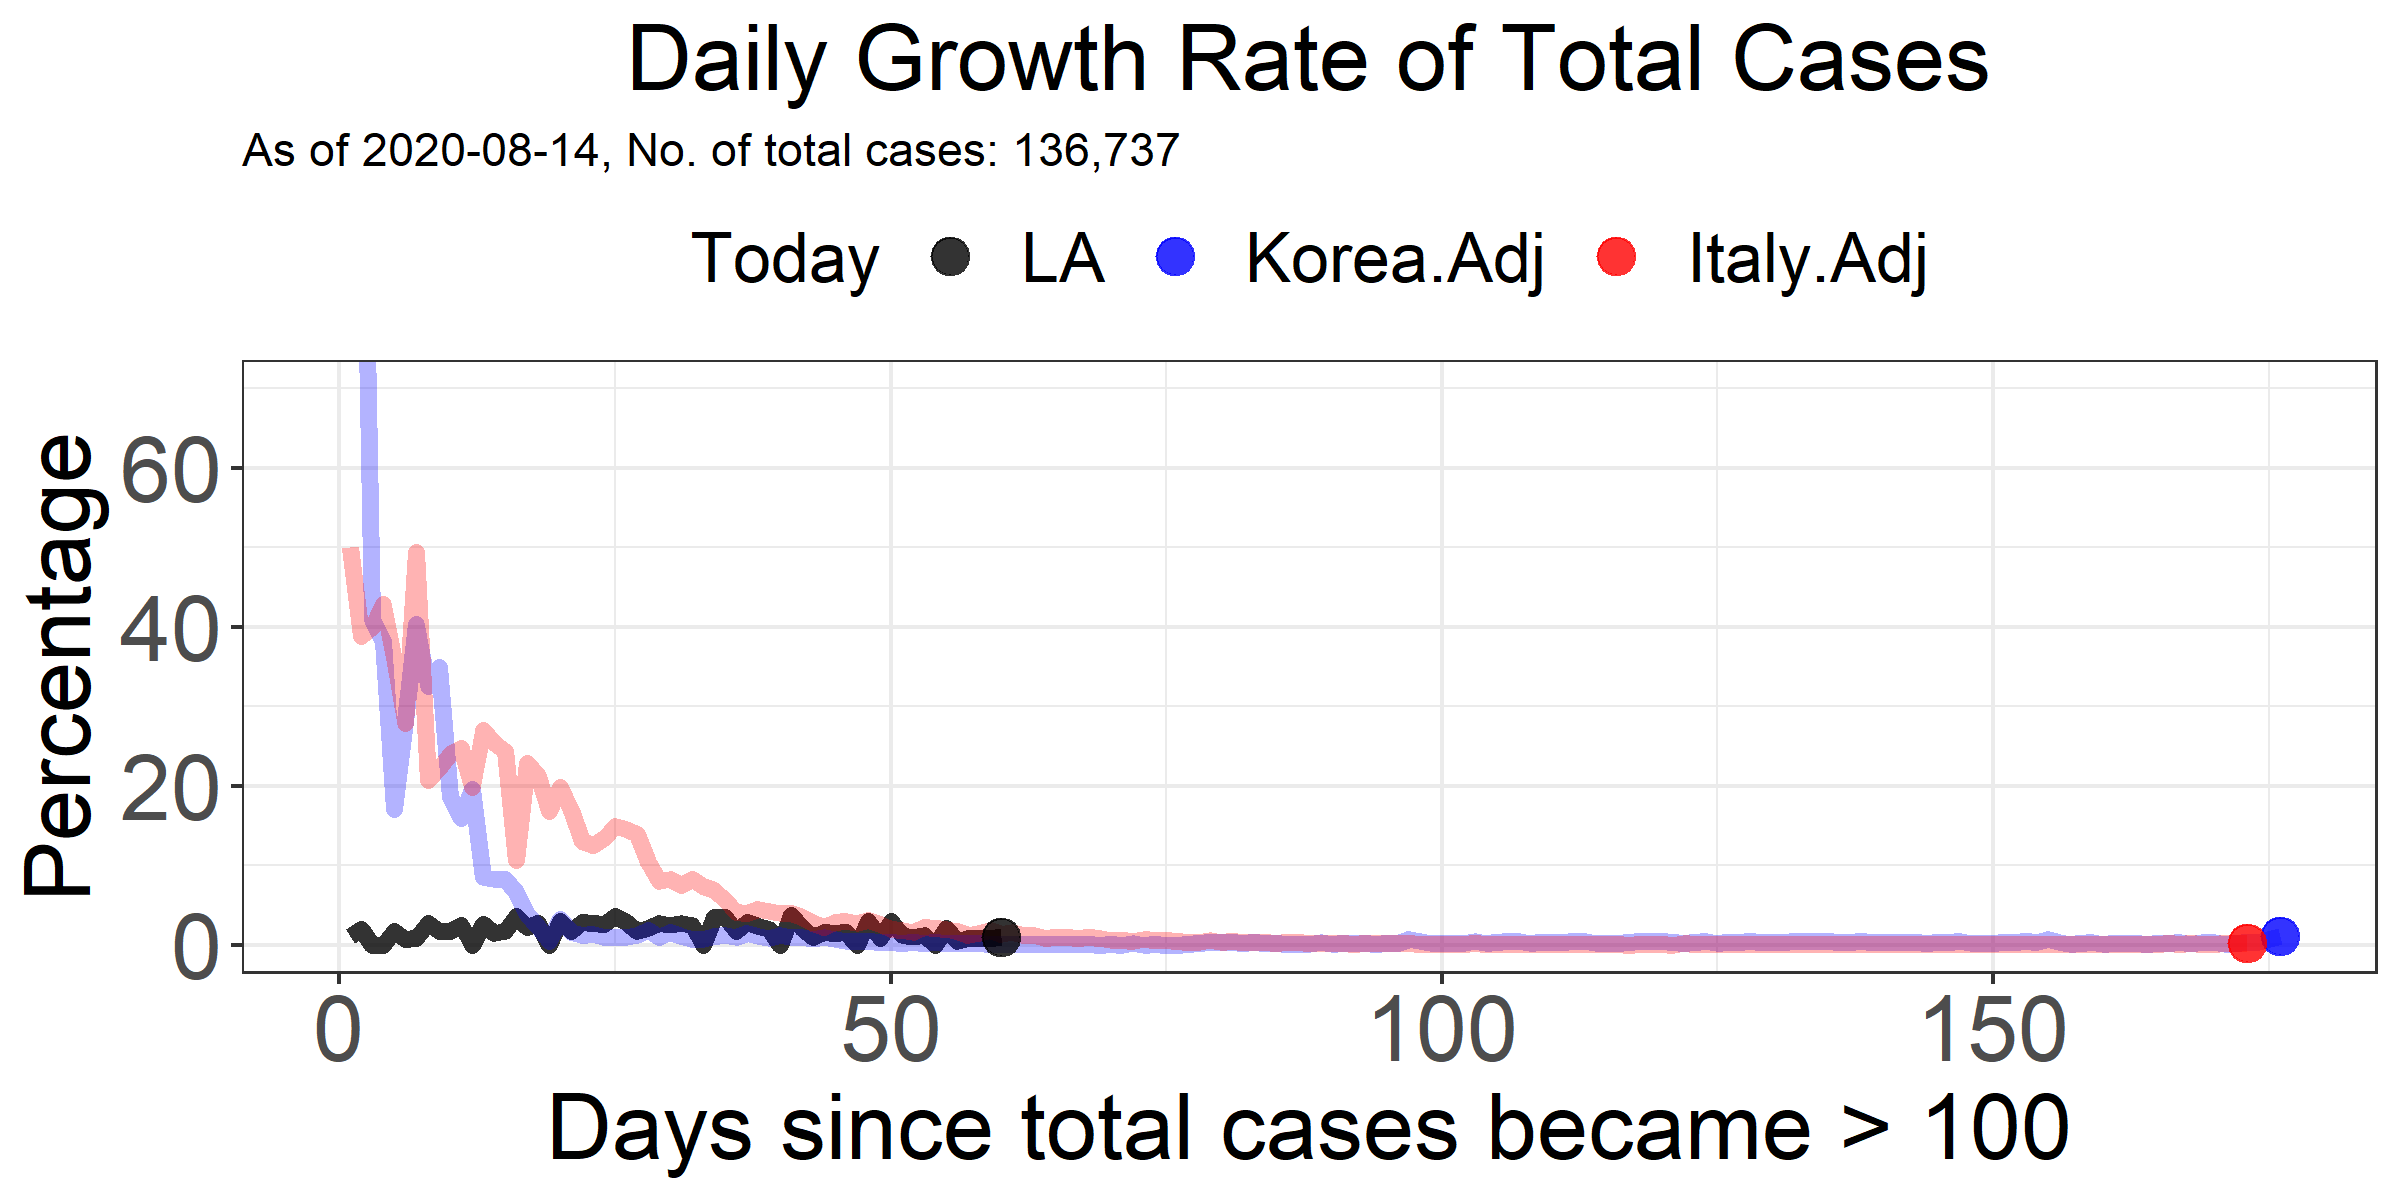 Daily Growth Rate of Total Cases
As of 2020-08-14, No. of total cases: 136,737
Today LA Korea.Adj Italy.Adj
Percentage
60
40
20
0
0 50 100 150
Days since total cases became > 100